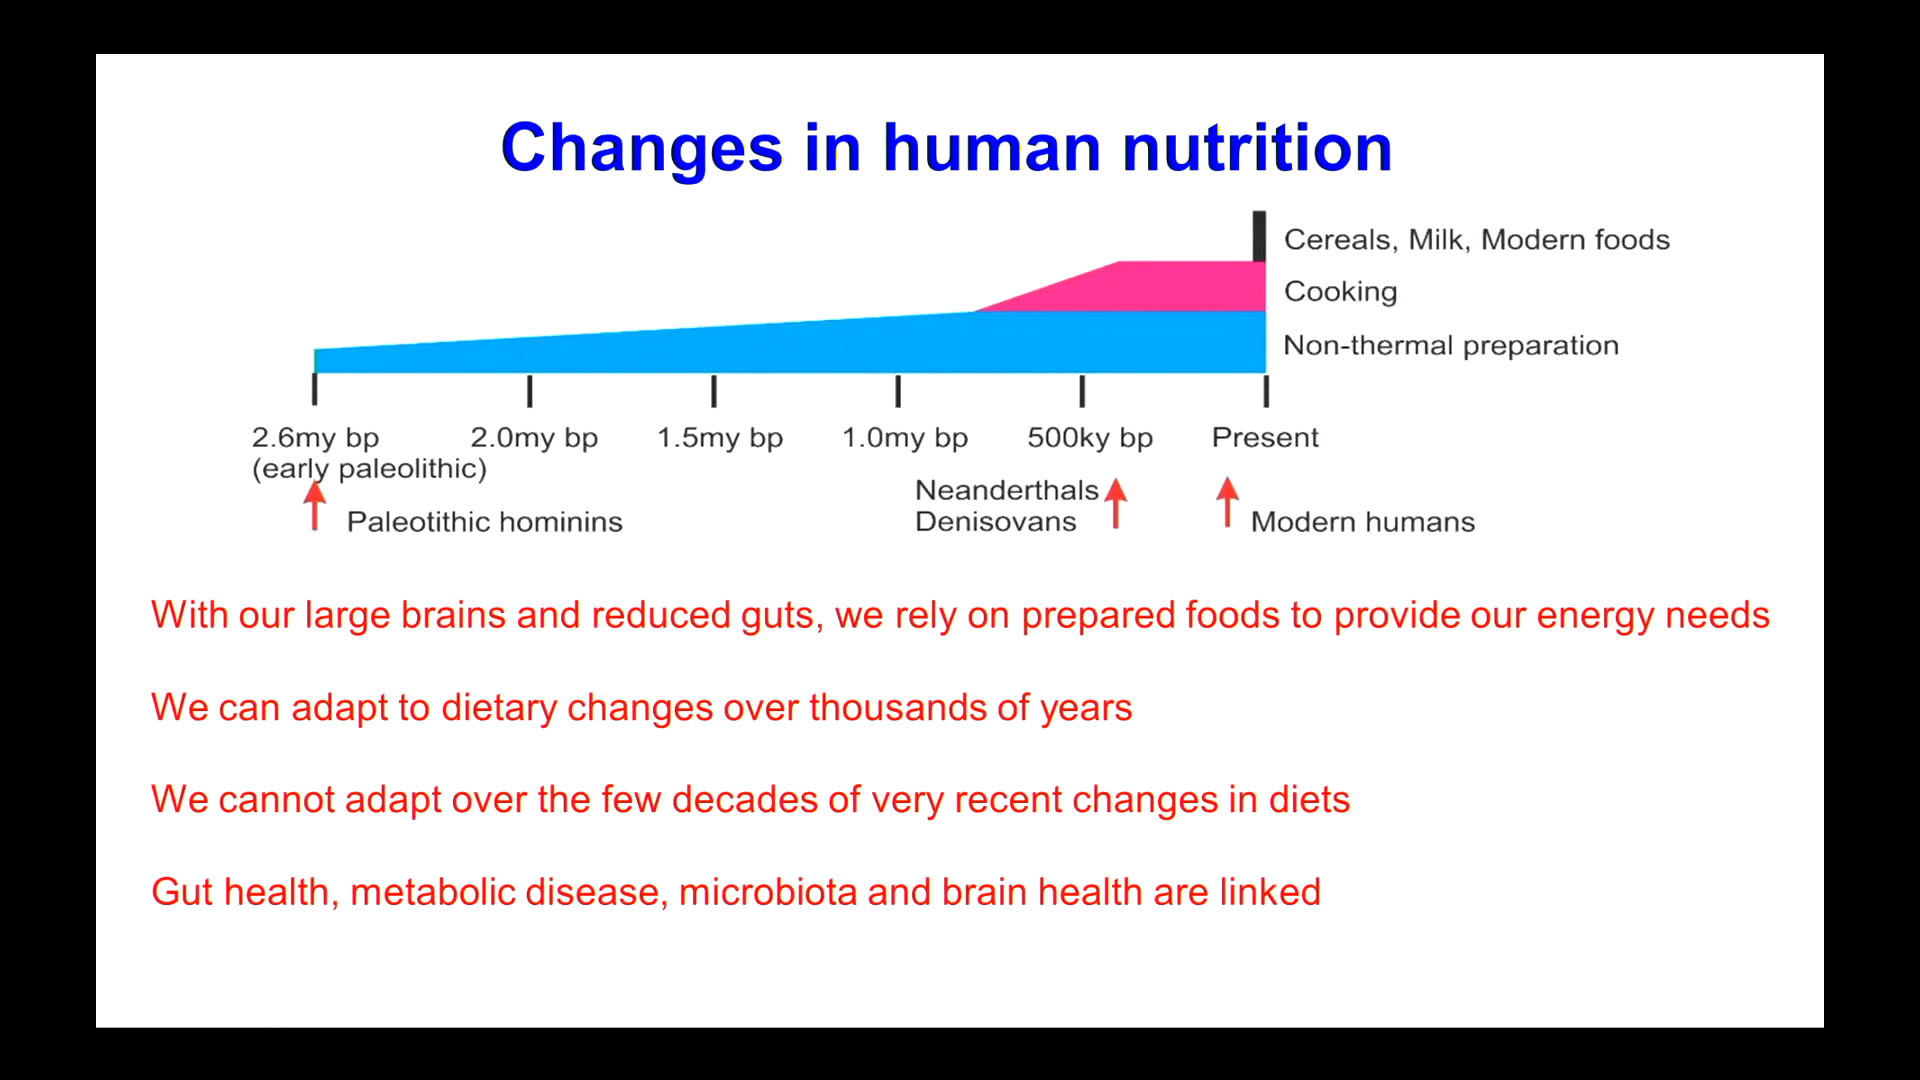 Changes in human nutrition
Cereals, Milk, Modern foods
Cooking
Non-thermal preparation
2.6my bp
(early paleolithic)
2.0my bp
1.5my bp
1.0my bp
500ky bp
Present
Paleotithic hominins
Neanderthals
Denisovans
Modern humans
With our large brains and reduced guts, we rely on prepared foods to provide our energy needs
We can adapt to dietary changes over thousands of years
We cannot adapt over the few decades of very recent changes in diets
Gut health, metabolic disease, microbiota and brain health are linked